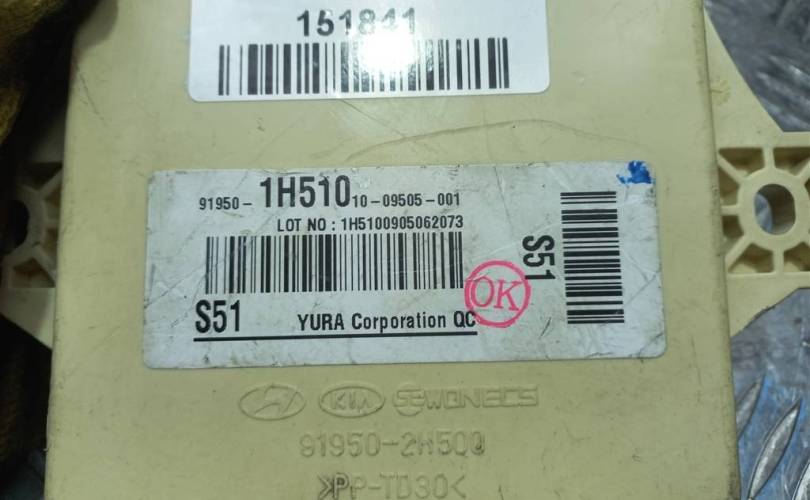 151841
91950- 1H510 10-09505-001
LOT NO : 1H5100905062073
S51
S51 YURA Corporation QC
OK
KIA SEWONECS
91950-2H500
>PP-TD30<